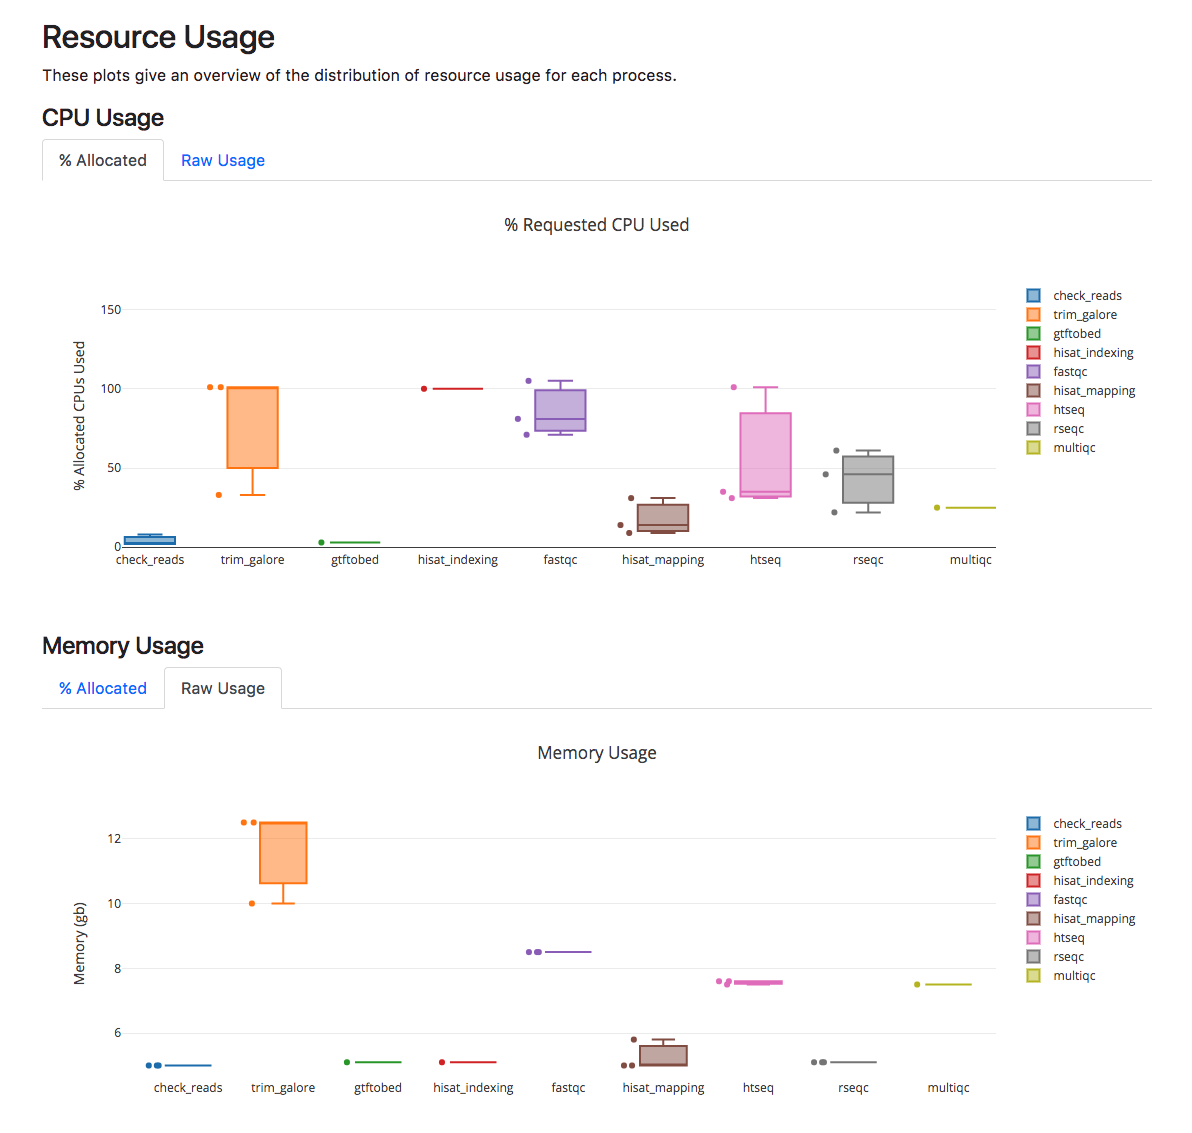 Resource Usage
These plots give an overview of the distribution of resource usage for each process.
CPU Usage
% Allocated Raw Usage
% Requested CPU Used
% Allocated CPUs Used
150
100
50
0
check_reads trim_galore gtftobed hisat_indexing fastqc hisat_mapping htseq rseqc multiqc
check_reads
trim_galore
gtftobed
hisat_indexing
fastqc
hisat_mapping
htseq
rseqc
multiqc
Memory Usage
% Allocated Raw Usage
Memory Usage
Memory (gb)
12
10
8
6
check_reads trim_galore gtftobed hisat_indexing fastqc hisat_mapping htseq rseqc multiqc
check_reads
trim_galore
gtftobed
hisat_indexing
fastqc
hisat_mapping
htseq
rseqc
multiqc